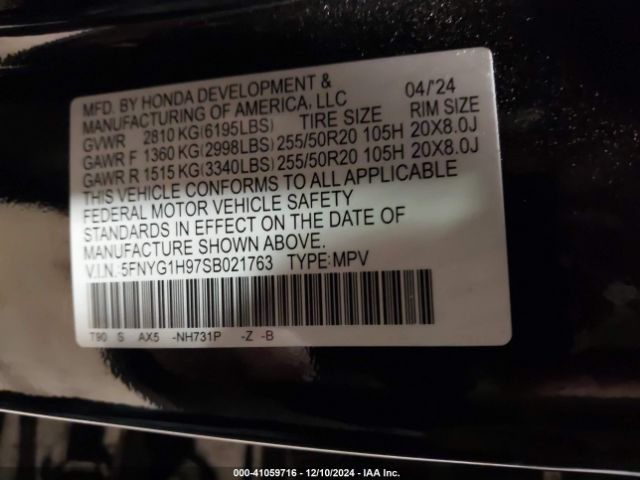 MFD. BY HONDA DEVELOPMENT & 04/'24
MANUFACTURING OF AMERICA, LLC
GVWR 2810 KG(6195LBS) TIRE SIZE RIM SIZE
GAWR F 1360 KG(2998LBS) 255/50R20 105H 20X8.0J
GAWR R 1515 KG(3340LBS) 255/50R20 105H 20X8.0J
THIS VEHICLE CONFORMS TO ALL APPLICABLE
FEDERAL MOTOR VEHICLE SAFETY
STANDARDS IN EFFECT ON THE DATE OF
MANUFACTURE SHOWN ABOVE.
V.I.N. 5FNYG1H97SB021763 TYPE:MPV
T90 S AX5 -NH731P -Z -B
000-41059716 - 12/10/2024 - IAA Inc.